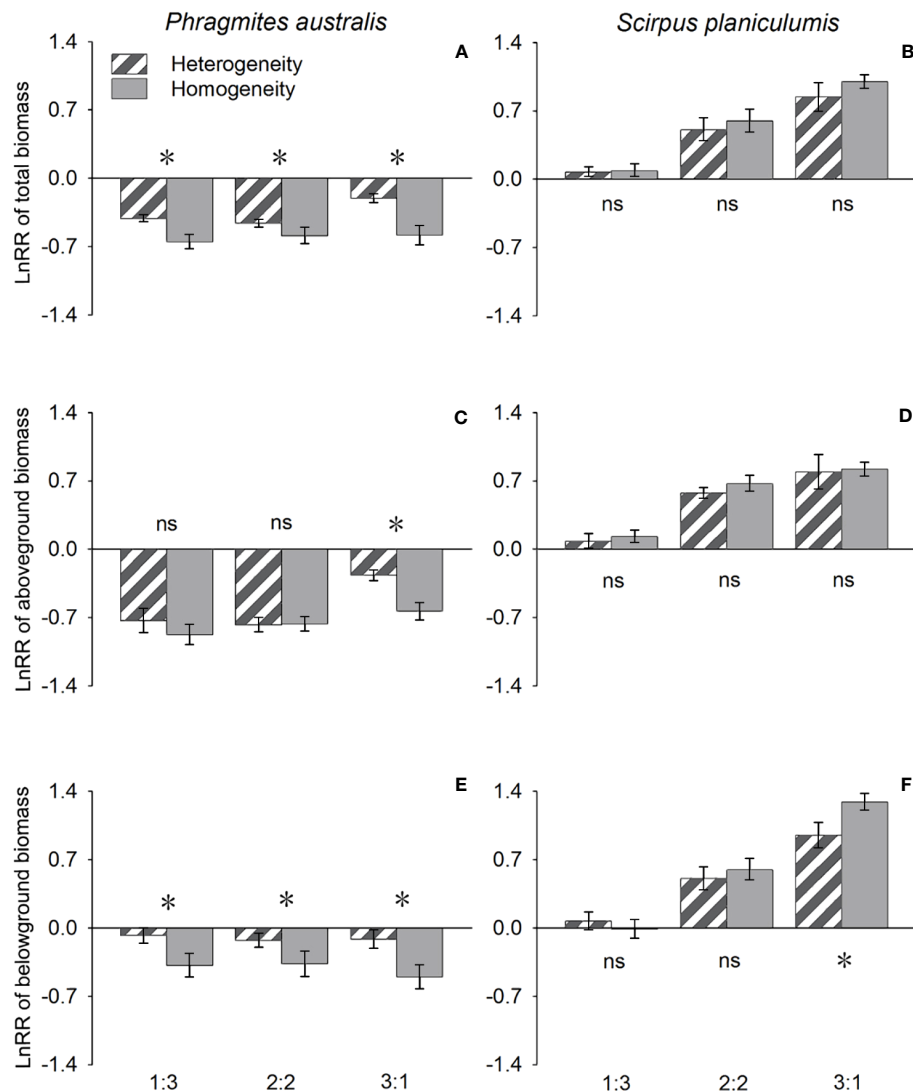 Phragmites australis
Scirpus planiculumis
A
B
Heterogeneity
Homogeneity
LnRR of total biomass
1.4
0.7
0.0
-0.7
-1.4
* * *
1.4
0.7
0.0
-0.7
-1.4
ns ns ns
C
D
LnRR of aboveground biomass
1.4
0.7
0.0
-0.7
-1.4
ns ns *
1.4
0.7
0.0
-0.7
-1.4
ns ns ns
E
F
LnRR of belowground biomass
1.4
0.7
0.0
-0.7
-1.4
* * *
1.4
0.7
0.0
-0.7
-1.4
ns ns *
1:3 2:2 3:1
1:3 2:2 3:1